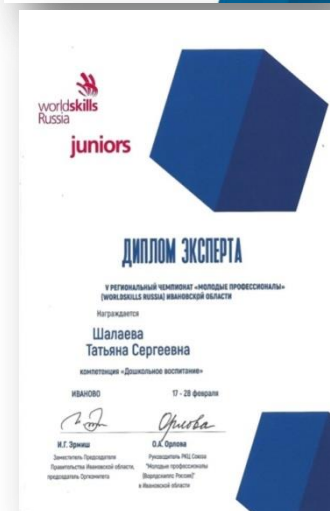 worldskills
Russia
juniors
ДИПЛОМ ЭКСПЕРТА
V РЕГИОНАЛЬНЫЙ ЧЕМПИОНАТ «МОЛОДЫЕ ПРОФЕССИОНАЛЫ»
(WORLDSKILLS RUSSIA) ИВАНОВСКОЙ ОБЛАСТИ
Награждается
Шалаева
Татьяна Сергеевна
компетенция «Дошкольное воспитание»
ИВАНОВО 17 - 28 февраля
Орлова
И.Г. Эрмиш О.А. Орлова
Заместитель Председателя Руководитель РКЦ Союза
Правительства Ивановской области, "Молодые профессионалы
председатель Оргкомитета (Ворлдскиллс Россия)"
в Ивановской области